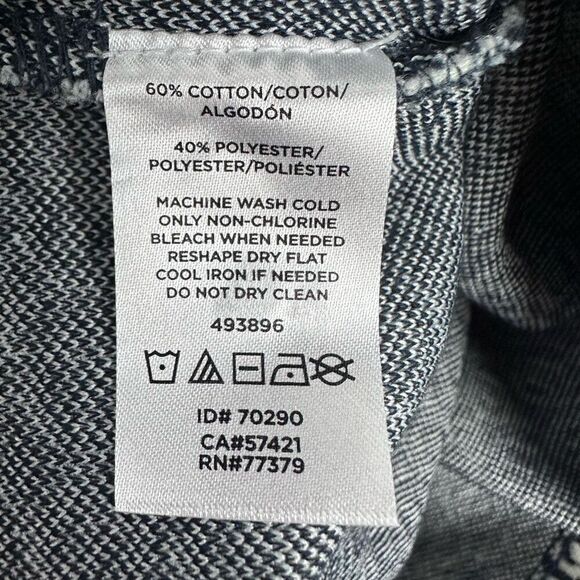 60% COTTON/COTON/
ALGODÓN
40% POLYESTER/
POLYESTER/POLIÉSTER
MACHINE WASH COLD
ONLY NON-CHLORINE
BLEACH WHEN NEEDED
RESHAPE DRY FLAT
COOL IRON IF NEEDED
DO NOT DRY CLEAN
493896
ID# 70290
CA#57421
RN#77379